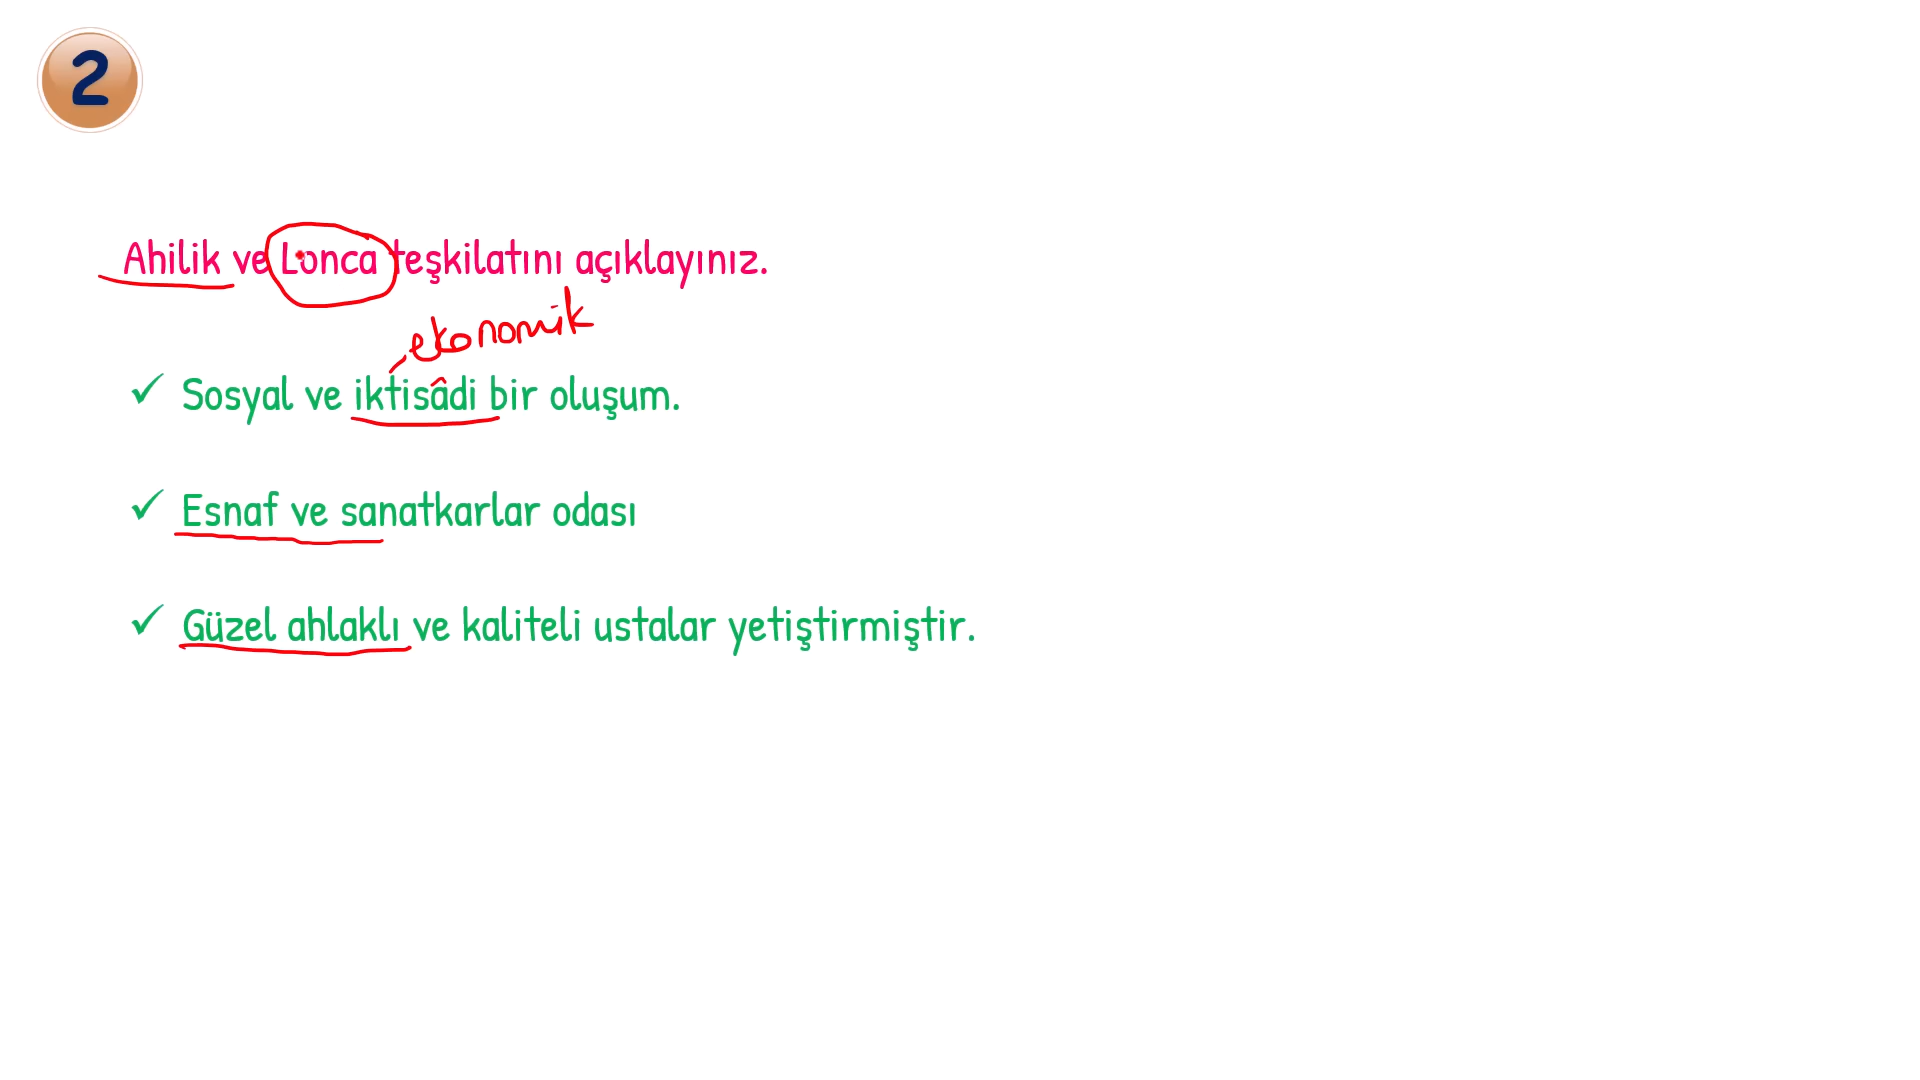 2
Ahilik ve Lonca teşkilatını açıklayınız.
ekonomik
✓ Sosyal ve iktisâdi bir oluşum.
✓ Esnaf ve sanatkarlar odası
✓ Güzel ahlaklı ve kaliteli ustalar yetiştirmiştir.